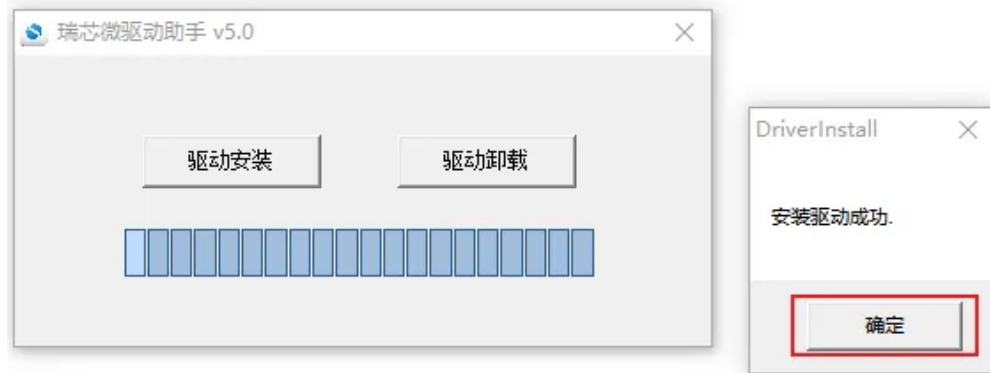 瑞芯微驱动助手 v5.0
驱动安装
驱动卸载
DriverInstall
安装驱动成功.
确定